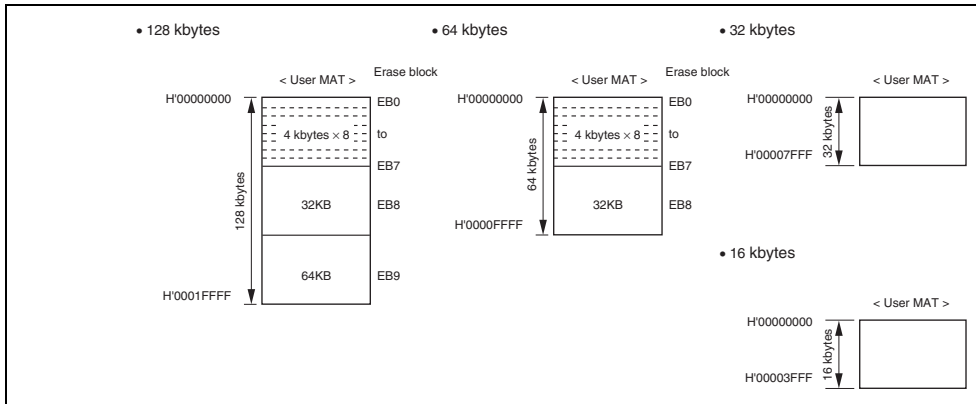 • 128 kbytes
< User MAT >
Erase block
H'00000000
EB0
4 kbytes × 8
to
EB7
128 kbytes
32KB
EB8
64KB
EB9
H'0001FFFF
• 64 kbytes
< User MAT >
Erase block
H'00000000
EB0
4 kbytes × 8
to
EB7
64 kbytes
32KB
EB8
H'0000FFFF
• 32 kbytes
< User MAT >
H'00000000
32 kbytes
H'00007FFF
• 16 kbytes
< User MAT >
H'00000000
16 kbytes
H'00003FFF